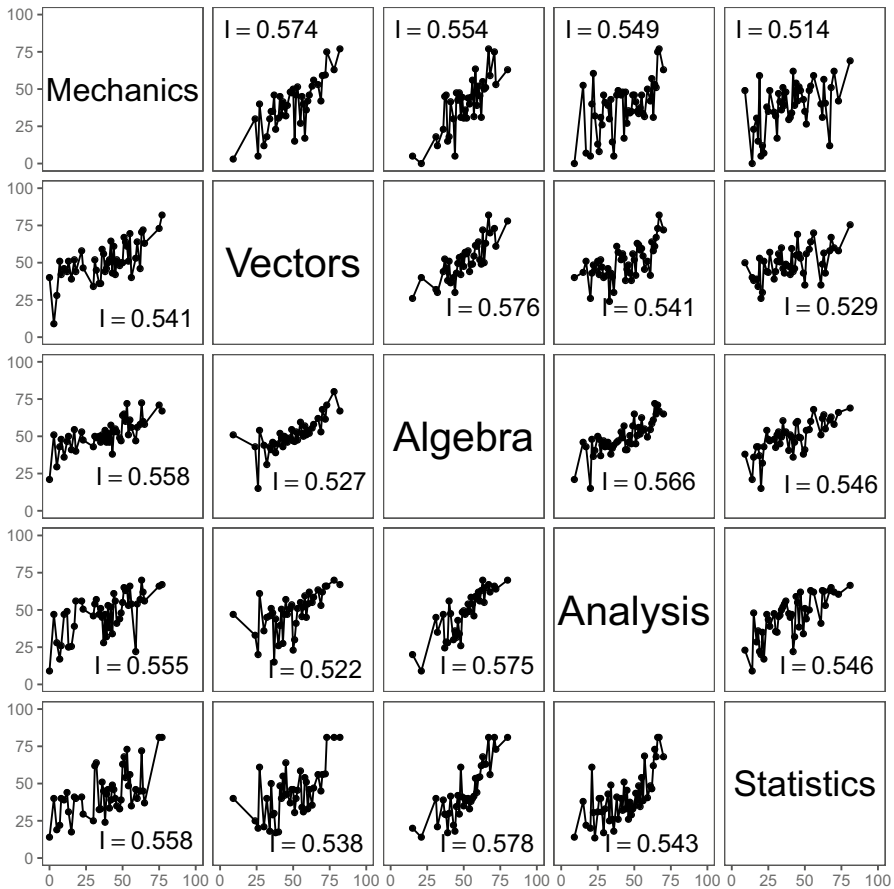 100
75
50
25
0
Mechanics
I = 0.574
I = 0.554
I = 0.549
I = 0.514
100
75
50
25
0
I = 0.541
Vectors
I = 0.576
I = 0.541
I = 0.529
100
75
50
25
0
I = 0.558
I = 0.527
Algebra
I = 0.566
I = 0.546
100
75
50
25
0
I = 0.555
I = 0.522
I = 0.575
Analysis
I = 0.546
100
75
50
25
0
I = 0.558
I = 0.538
I = 0.578
I = 0.543
Statistics
0 25 50 75 100 0 25 50 75 100 0 25 50 75 100 0 25 50 75 100 0 25 50 75 100